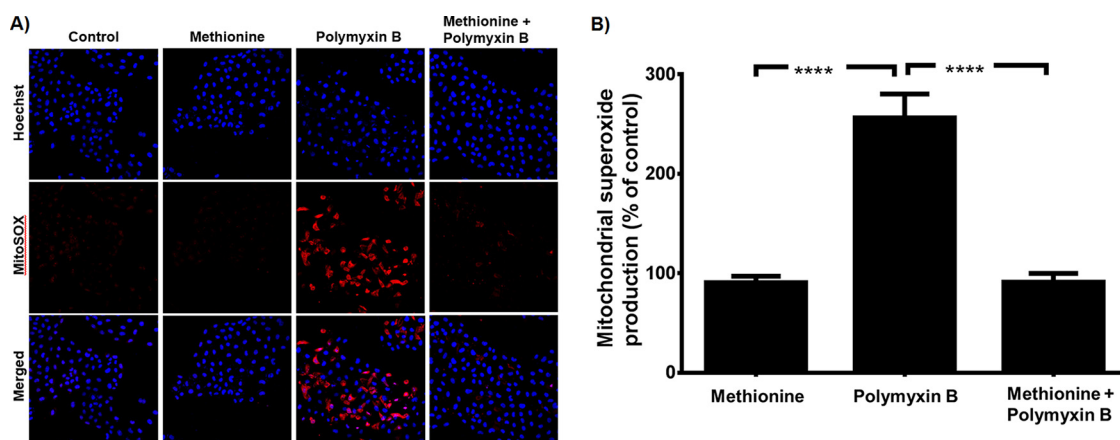 A)
Control
Methionine
Polymyxin B
Methionine +
Polymyxin B
Hoechst
MitoSOX
Merged
B)
Mitochondrial superoxide
production (% of control)
300
200
100
0
****
****
Methionine
Polymyxin B
Methionine +
Polymyxin B